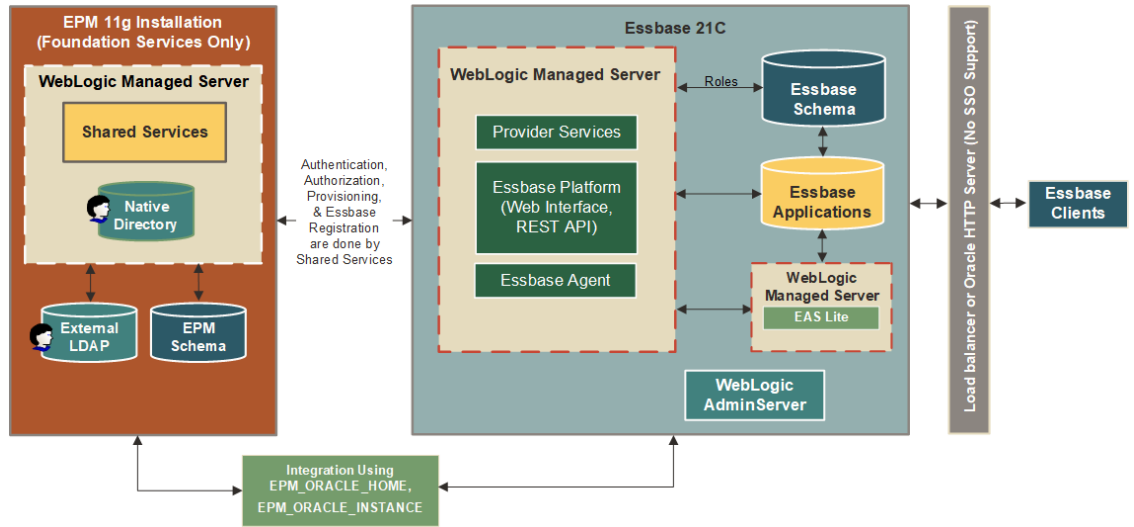 EPM 11g Installation
(Foundation Services Only)
WebLogic Managed Server
Shared Services
Native
Directory
External
LDAP
EPM
Schema
Authentication,
Authorization,
Provisioning,
& Essbase
Registration
are done by
Shared Services
Essbase 21C
WebLogic Managed Server
Provider Services
Essbase Platform
(Web Interface,
REST API)
Essbase Agent
Roles
Essbase
Schema
Essbase
Applications
WebLogic
Managed Server
EAS Lite
WebLogic
AdminServer
Load balancer or Oracle HTTP Server (No SSO Support)
Essbase
Clients
Integration Using
EPM_ORACLE_HOME,
EPM_ORACLE_INSTANCE